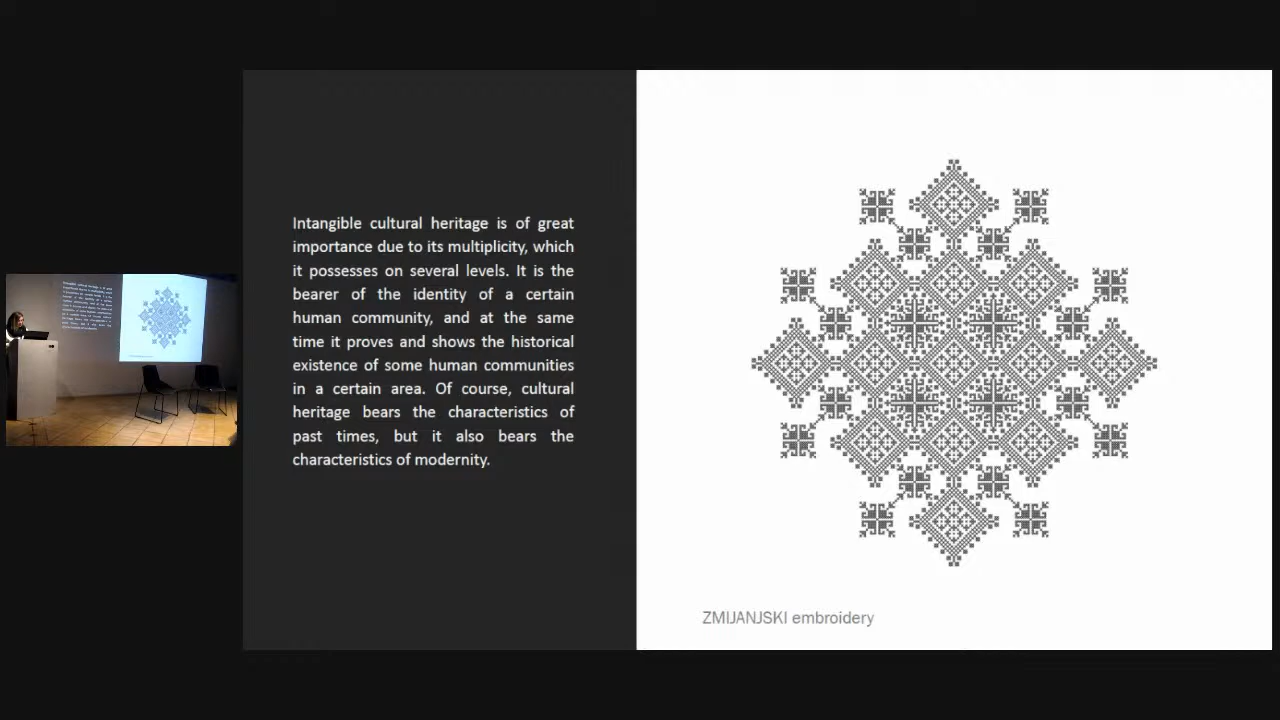 Intangible cultural heritage is of great
importance due to its multiplicity, which
it possesses on several levels. It is the
bearer of the identity of a certain
human community, and at the same
time it proves and shows the historical
existence of some human communities
in a certain area. Of course, cultural
heritage bears the characteristics of
past times, but it also bears the
characteristics of modernity.
ZMIJANJSKI embroidery